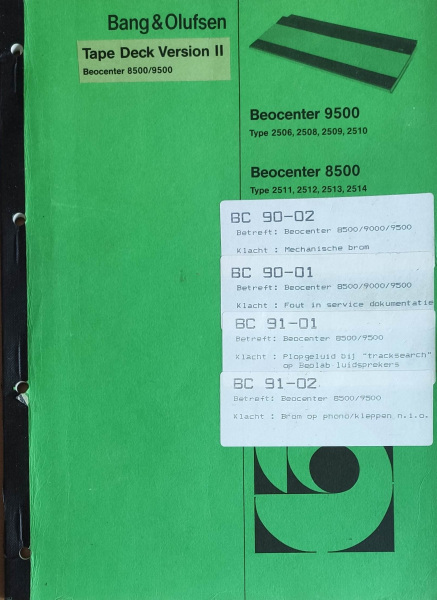 Bang & Olufsen
Tape Deck Version II
Beocenter 8500/9500
Beocenter 9500
Type 2506, 2508, 2509, 2510
Beocenter 8500
Type 2511, 2512, 2513, 2514
BC 90-02
Betreft: Beocenter 8500/9000/9500
Klacht : Mechanische brom
BC 90-01
Betreft: Beocenter 8500/9000/9500
Klacht : Fout in service dokumentatie
BC 91-01
Betreft: Beocenter 8500/9500
Klacht : Plopgeluid bij "tracksearch"
op Beolab luidsprekers
BC 91-02
Betreft: Beocenter 8500/9500
Klacht : Brom op phono/kleppen n.i.o.